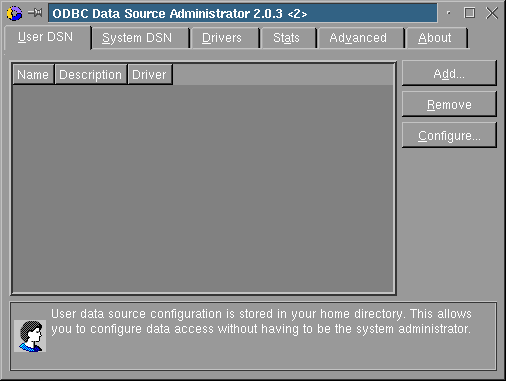 ODBC Data Source Administrator 2.0.3 <2>
User DSN System DSN Drivers Stats Advanced About
Name Description Driver
Add...
Remove
Configure...
User data source configuration is stored in your home directory. This allows
you to configure data access without having to be the system administrator.